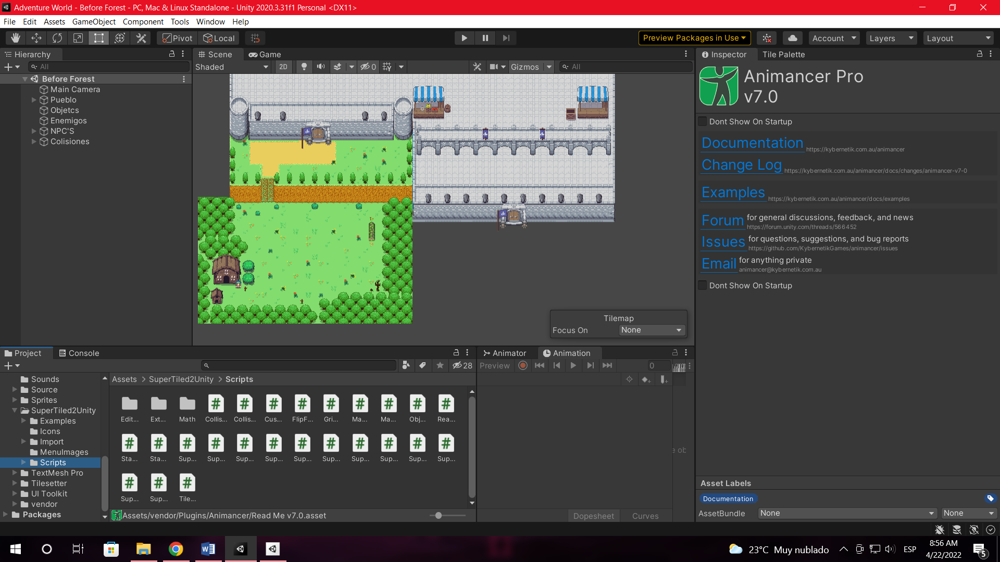 Adventure World - Before Forest - PC, Mac & Linux Standalone - Unity 2020.3.31f1 Personal <DX11>
File Edit Assets GameObject Component Tools Window Help
Pivot Local Preview Packages in Use Account Layers Layout
Hierarchy
All
Before Forest
Main Camera
Pueblo
Objetcs
Enemigos
NPC'S
Colisiones
Scene Game
Shaded 2D 0 Gizmos All
Tilemap
Focus On None
Inspector Tile Palette
Animancer Pro
v7.0
Dont Show On Startup
Documentation https://kybernetik.com.au/animancer
Change Log https://kybernetik.com.au/animancer/docs/changes/animancer-v7-0
Examples https://kybernetik.com.au/animancer/docs/examples
Forum for general discussions, feedback, and news
https://forum.unity.com/threads/566452
Issues for questions, suggestions, and bug reports
https://github.com/KybernetikGames/animancer/issues
Email for anything private
animancer@kybernetik.com.au
Dont Show On Startup
Asset Labels
Documentation
AssetBundle None None
Project Console
28
Sounds
Source
Sprites
SuperTiled2Unity
Examples
Icons
Import
MenuImages
Scripts
TextMesh Pro
Tilesetter
UI Toolkit
vendor
Packages
Assets > SuperTiled2Unity > Scripts
Edit... Ext... Math Collis... Collis... Cus... FlipF... Gri... Ma... Ma... Obj... Rea...
Sta... Sta... Sup... Sup... Sup... Sup... Sup... Sup... Sup... Sup... Sup... Sup...
Sup... Sup... Tile...
Assets/vendor/Plugins/Animancer/Read Me v7.0.asset
Animator Animation
Preview 0
e ob
Dopesheet Curves
23°C Muy nublado
ESP
8:56 AM
4/22/2022
5